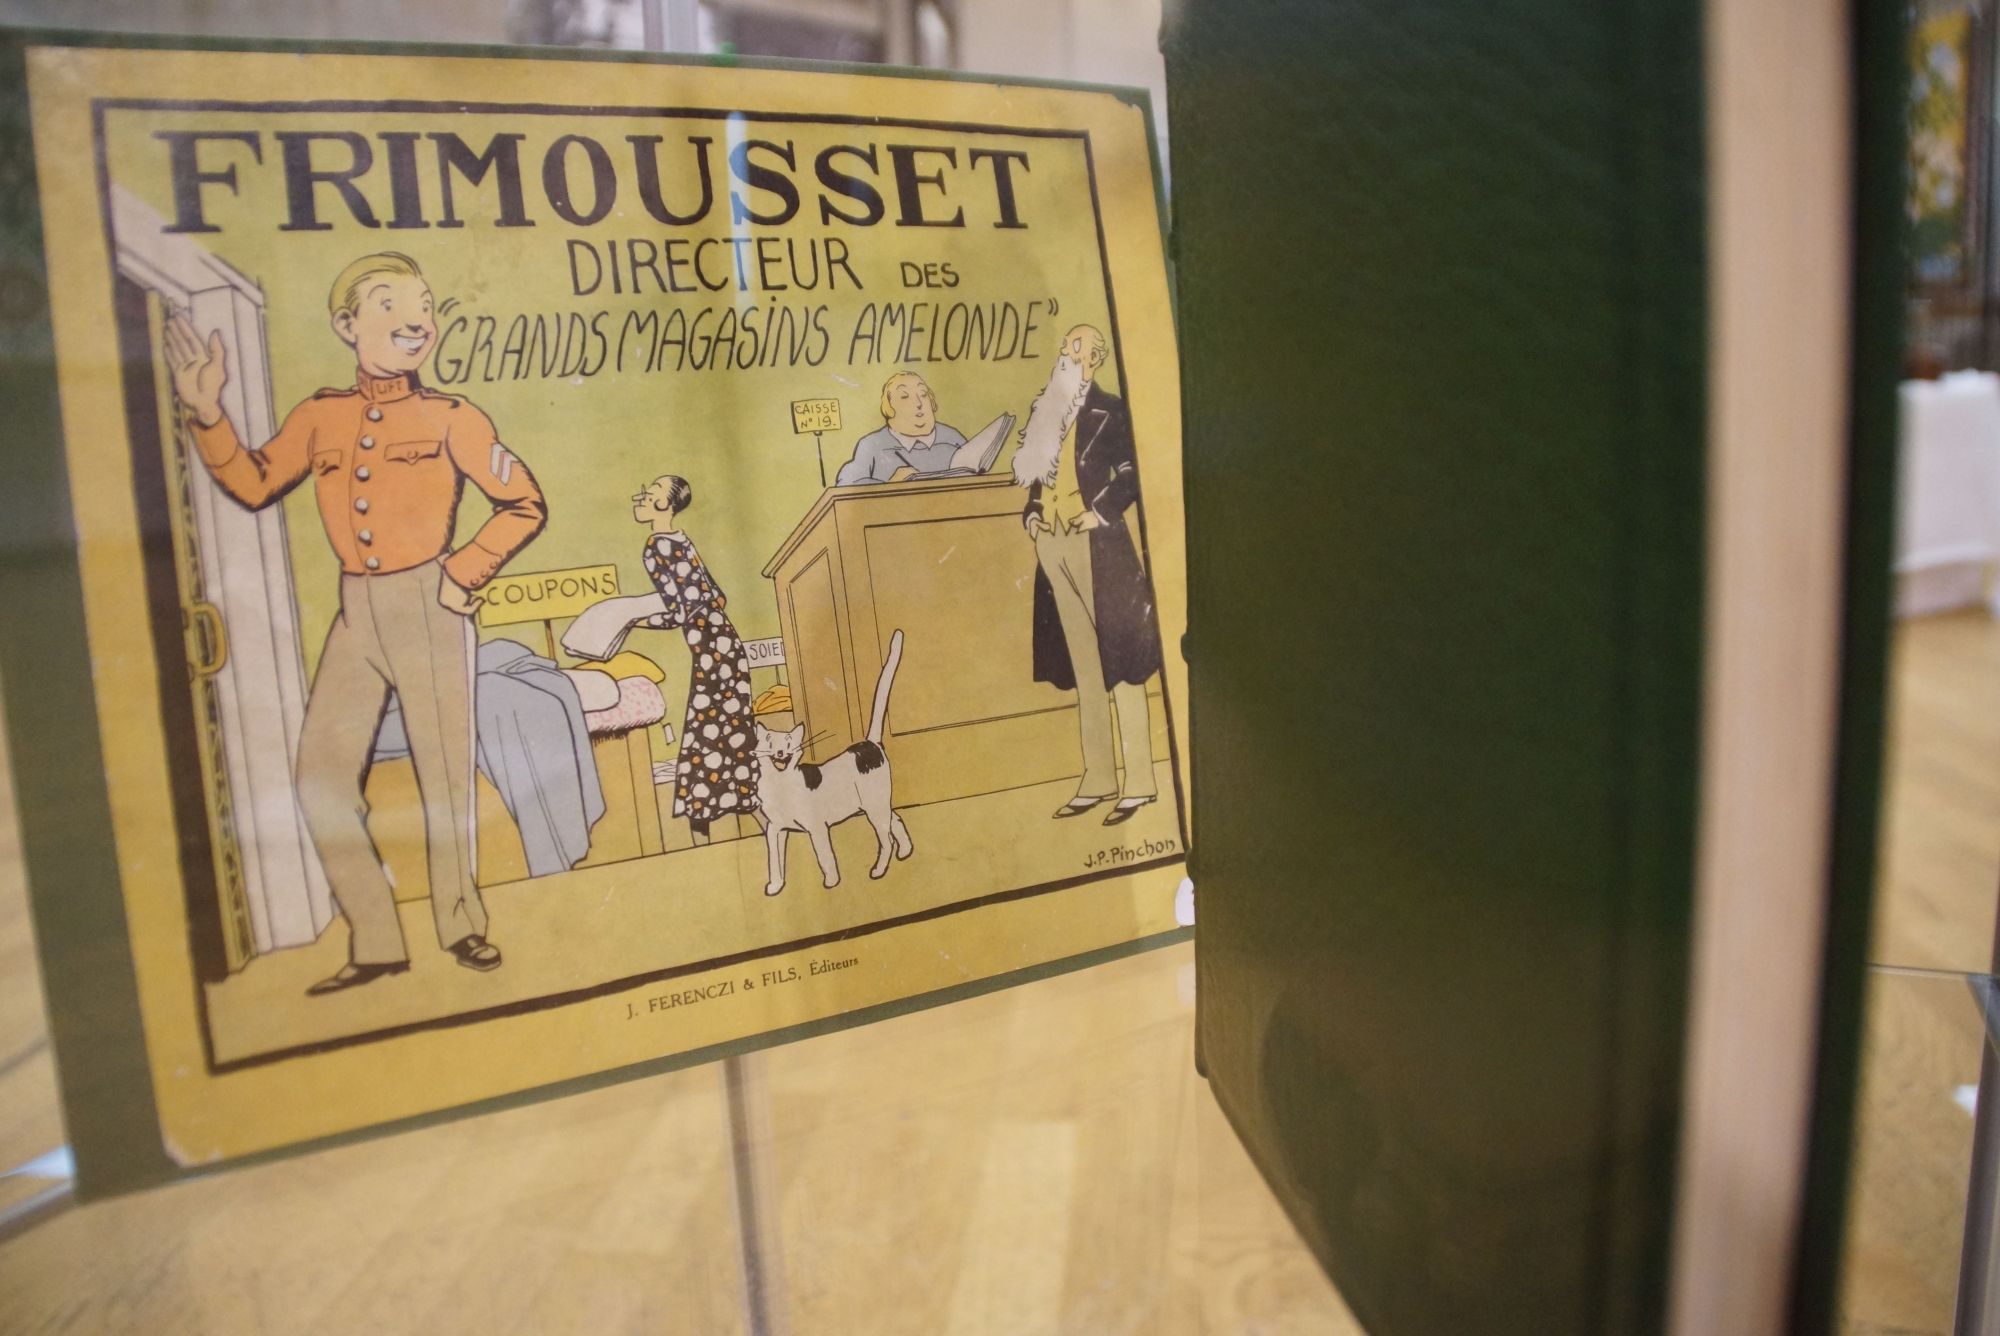 FRIMOUSSET
DIRECTEUR DES
"GRANDS MAGASINS AMELONDE"
LIFT
CAISSE
N° 19.
COUPONS
SOIE
J.P. Pinchon
J. FERENCZI & FILS, Éditeurs